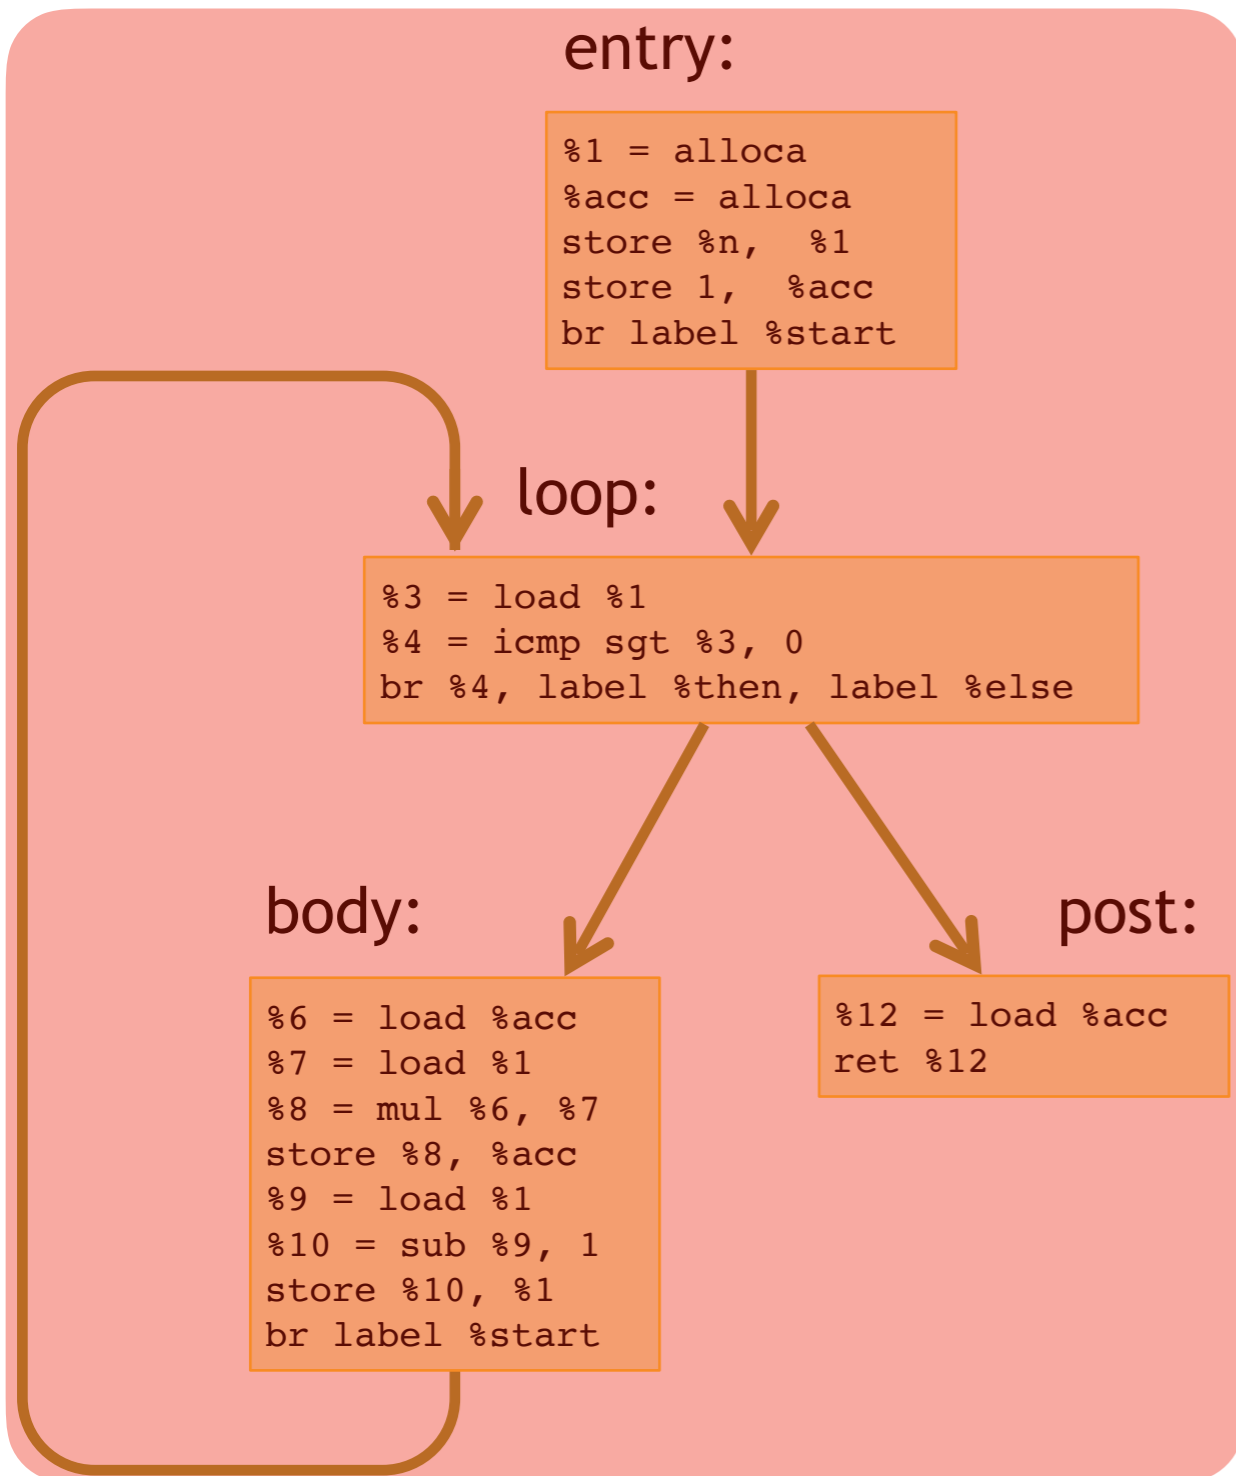 entry:
%1 = alloca
%acc = alloca
store %n,  %1
store 1,  %acc
br label %start
loop:
%3 = load %1
%4 = icmp sgt %3, 0
br %4, label %then, label %else
body:
%6 = load %acc
%7 = load %1
%8 = mul %6, %7
store %8, %acc
%9 = load %1
%10 = sub %9, 1
store %10, %1
br label %start
post:
%12 = load %acc
ret %12